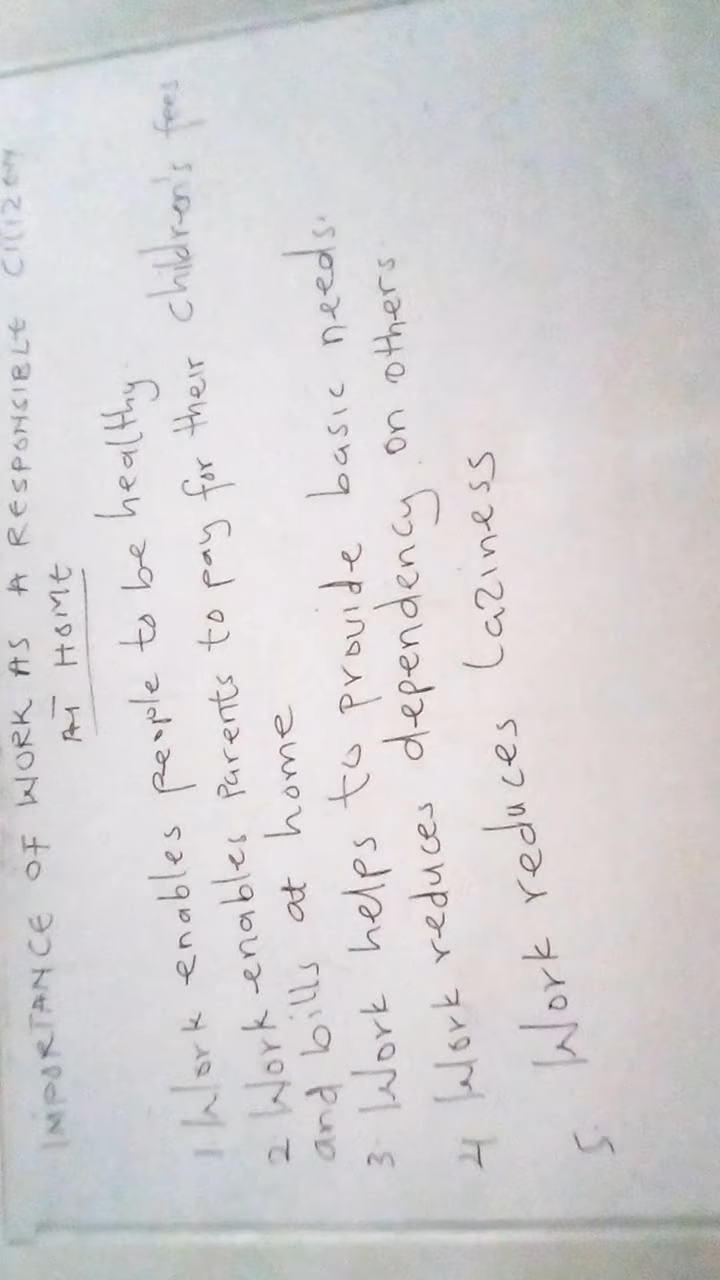 IMPORTANCE OF WORK AS A RESPONSIBLE CITIZEN
AT HOME
1 Work enables people to be healthy.
2 Work enables parents to pay for their children's fees
and bills at home
3. Work helps to provide basic needs.
4 Work reduces dependency on others.
5. Work reduces laziness